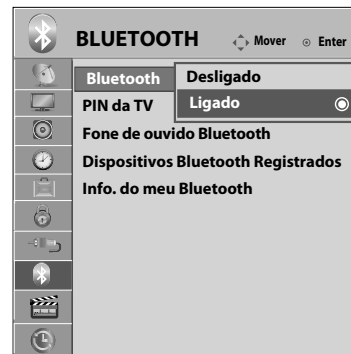 BLUETOOTH Mover Enter
Bluetooth Desligado
PIN da TV Ligado
Fone de ouvido Bluetooth
Dispositivos Bluetooth Registrados
Info. do meu Bluetooth